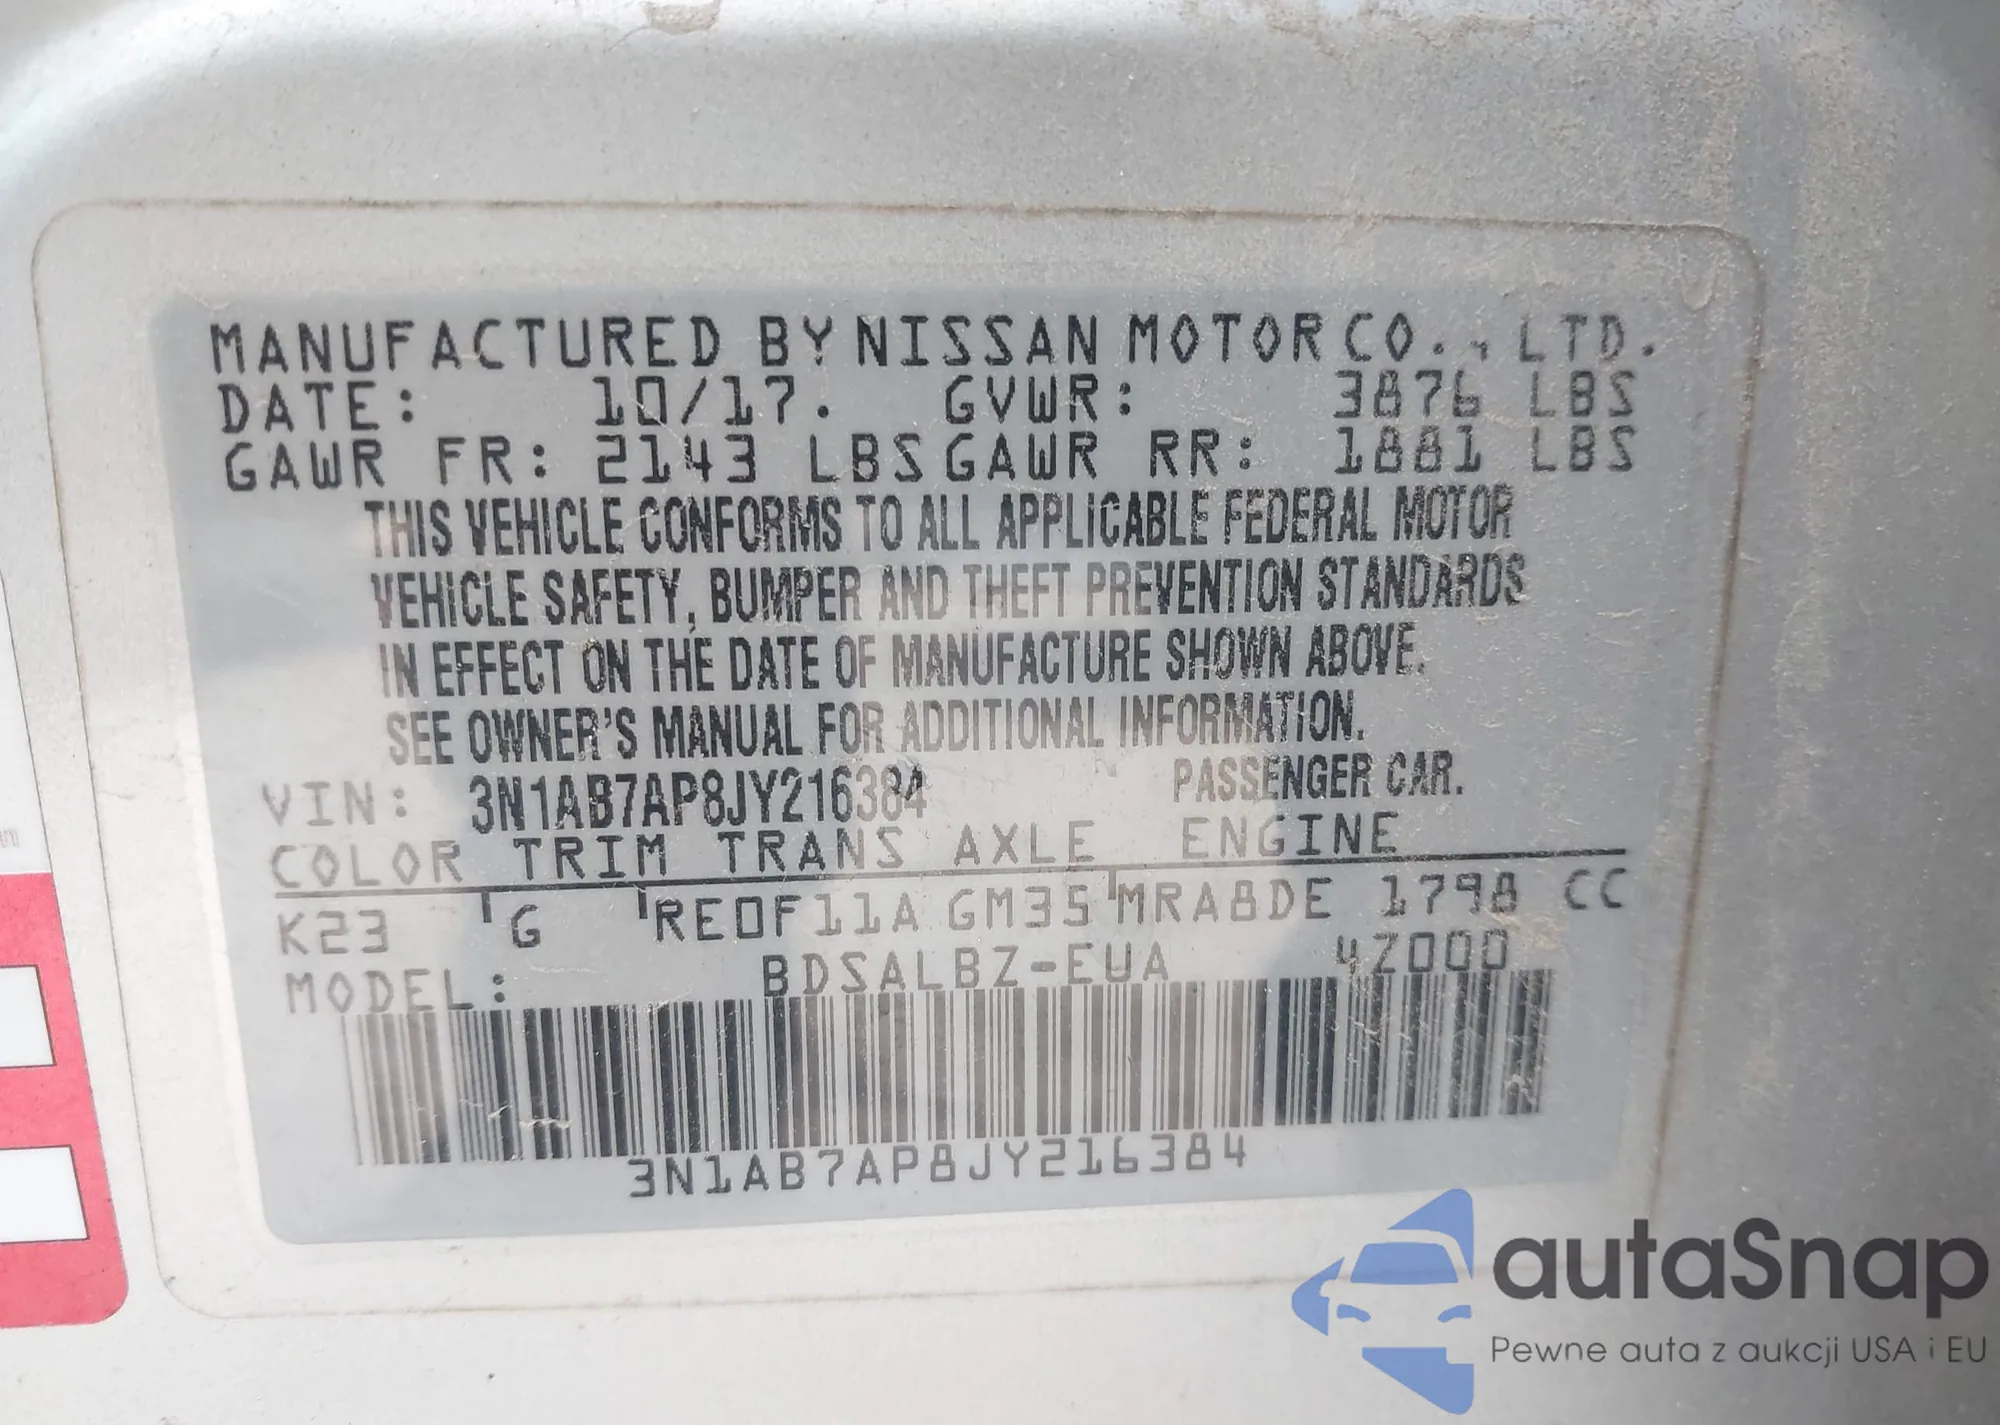 MANUFACTURED BY NISSAN MOTOR CO., LTD.
DATE: 10/17. GVWR: 3876 LBS
GAWR FR: 2143 LBS GAWR RR: 1881 LBS
THIS VEHICLE CONFORMS TO ALL APPLICABLE FEDERAL MOTOR
VEHICLE SAFETY, BUMPER AND THEFT PREVENTION STANDARDS
IN EFFECT ON THE DATE OF MANUFACTURE SHOWN ABOVE.
SEE OWNER'S MANUAL FOR ADDITIONAL INFORMATION.
VIN: 3N1AB7AP8JY216384 PASSENGER CAR.
COLOR TRIM TRANS AXLE ENGINE
K23 G RE0F11A GM35 MRA8DE 1798 CC
MODEL: BDSALBZ-EUA 4Z000
3N1AB7AP8JY216384
autaSnap
Pewne auta z aukcji USA i EU